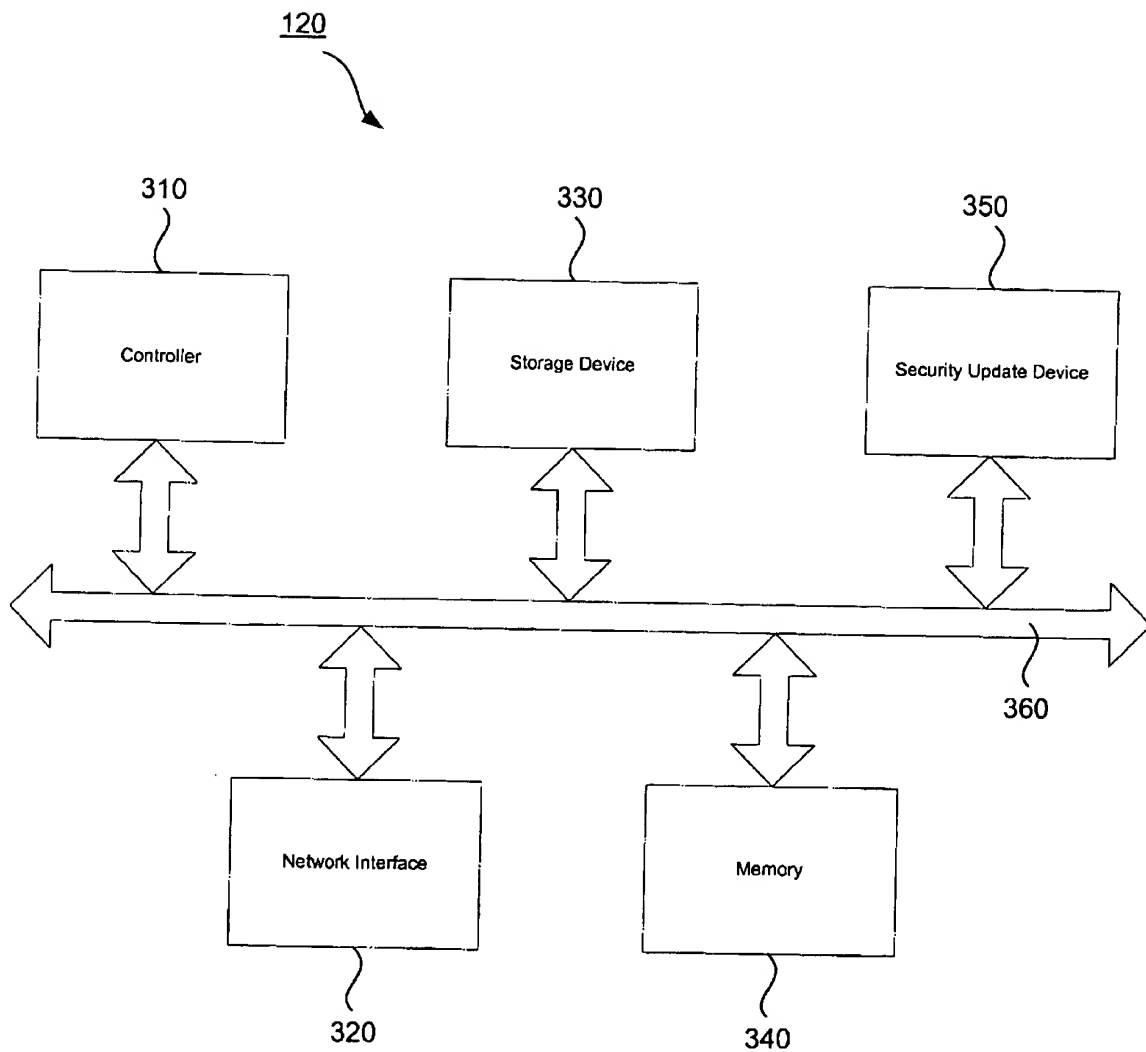 120
310
330
350
Controller
Storage Device
Security Update Device
360
Network Interface
Memory
320
340